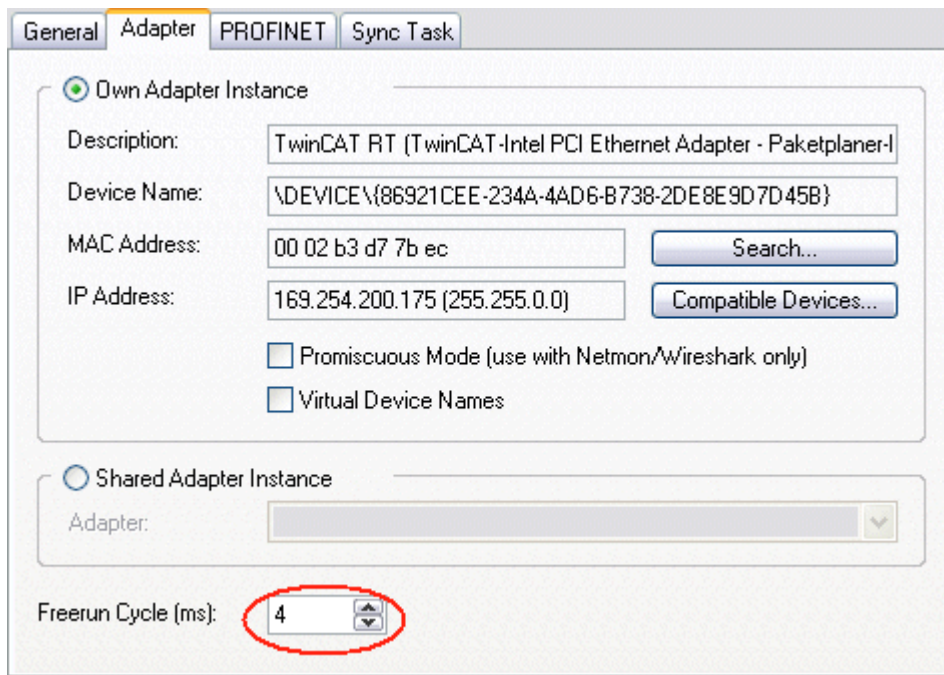 General Adapter PROFINET Sync Task
Own Adapter Instance
Description: TwinCAT RT (TwinCAT-Intel PCI Ethernet Adapter - Paketplaner-
Device Name: \DEVICE\{86921CEE-234A-4AD6-B738-2DE8E9D7D45B}
MAC Address: 00 02 b3 d7 7b ec Search...
IP Address: 169.254.200.175 (255.255.0.0) Compatible Devices...
Promiscuous Mode (use with Netmon/Wireshark only)
Virtual Device Names
Shared Adapter Instance
Adapter:
Freerun Cycle (ms): 4